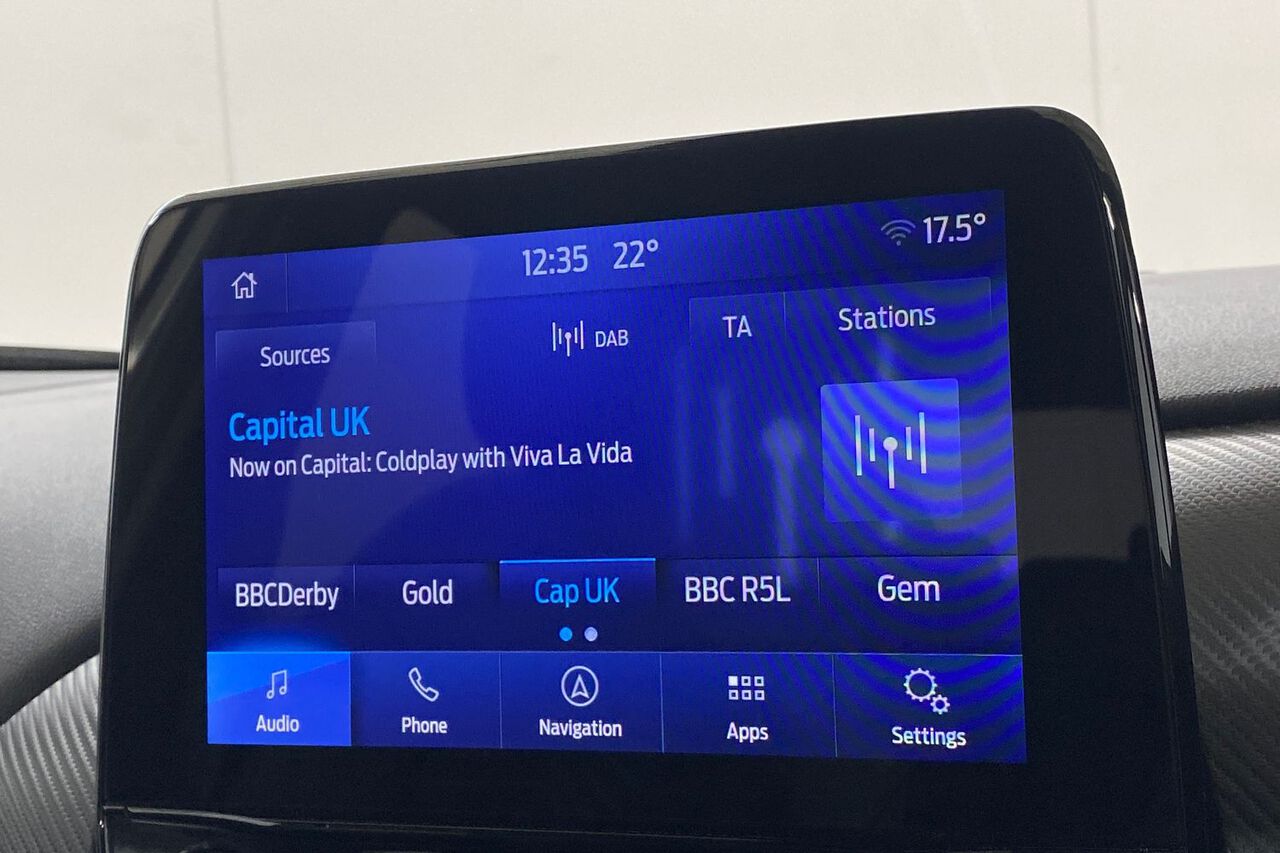 12:35 22° 17.5°
Sources DAB TA Stations
Capital UK
Now on Capital: Coldplay with Viva La Vida
BBCDerby Gold Cap UK BBC R5L Gem
Audio Phone Navigation Apps Settings